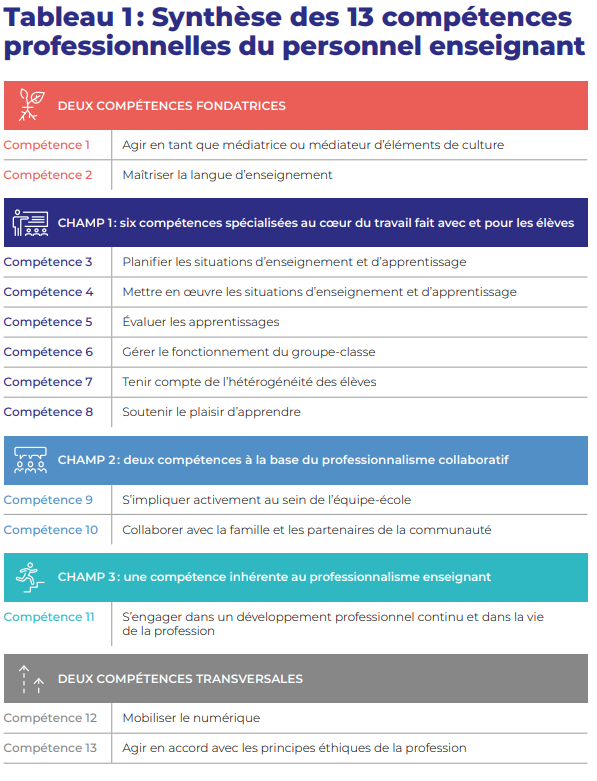 Tableau 1 : Synthèse des 13 compétences
professionnelles du personnel enseignant
DEUX COMPÉTENCES FONDATRICES
Compétence 1 Agir en tant que médiatrice ou médiateur d’éléments de culture
Compétence 2 Maîtriser la langue d’enseignement
CHAMP 1 : six compétences spécialisées au cœur du travail fait avec et pour les élèves
Compétence 3 Planifier les situations d’enseignement et d’apprentissage
Compétence 4 Mettre en œuvre les situations d’enseignement et d’apprentissage
Compétence 5 Évaluer les apprentissages
Compétence 6 Gérer le fonctionnement du groupe-classe
Compétence 7 Tenir compte de l’hétérogénéité des élèves
Compétence 8 Soutenir le plaisir d’apprendre
CHAMP 2 : deux compétences à la base du professionnalisme collaboratif
Compétence 9 S’impliquer activement au sein de l’équipe-école
Compétence 10 Collaborer avec la famille et les partenaires de la communauté
CHAMP 3 : une compétence inhérente au professionnalisme enseignant
Compétence 11 S’engager dans un développement professionnel continu et dans la vie
de la profession
DEUX COMPÉTENCES TRANSVERSALES
Compétence 12 Mobiliser le numérique
Compétence 13 Agir en accord avec les principes éthiques de la profession